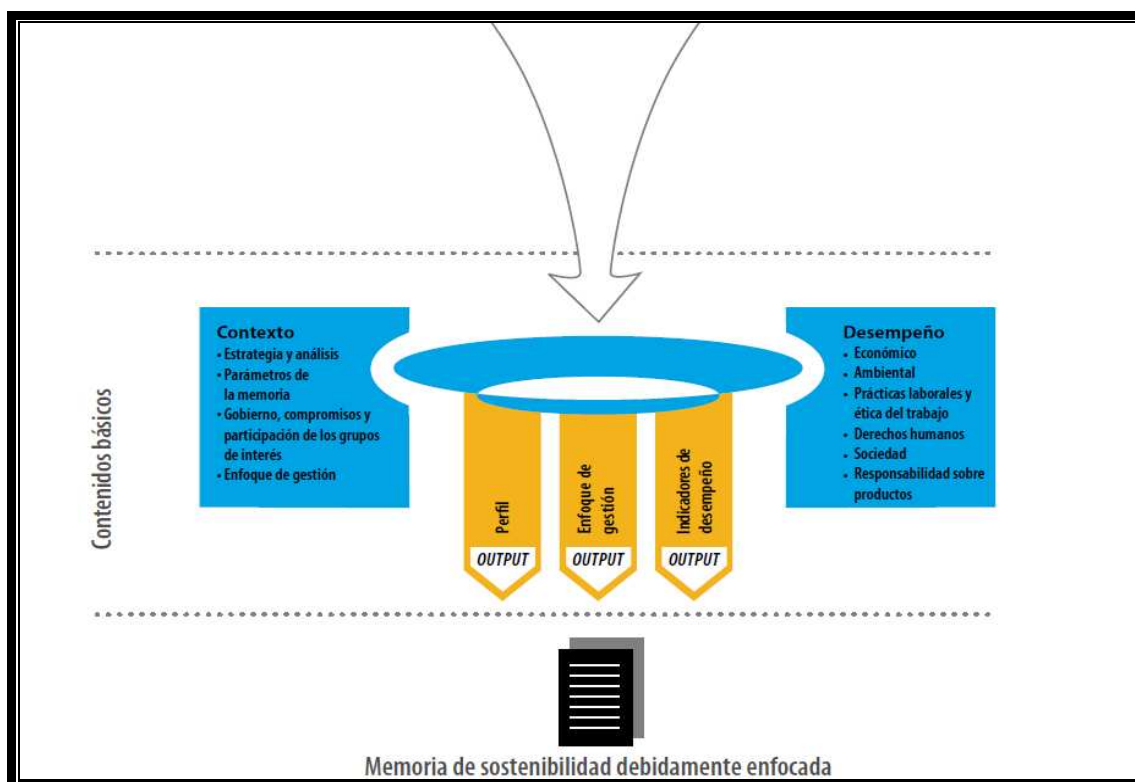 Contenidos básicos
Contexto
• Estrategia y análisis
• Parámetros de
la memoria
• Gobierno, compromisos y
participación de los grupos
de interés
• Enfoque de gestión
Perfil
OUTPUT
Enfoque de
gestión
OUTPUT
Indicadores de
desempeño
OUTPUT
Desempeño
• Económico
• Ambiental
• Prácticas laborales y
ética del trabajo
• Derechos humanos
• Sociedad
• Responsabilidad sobre
productos
Memoria de sostenibilidad debidamente enfocada